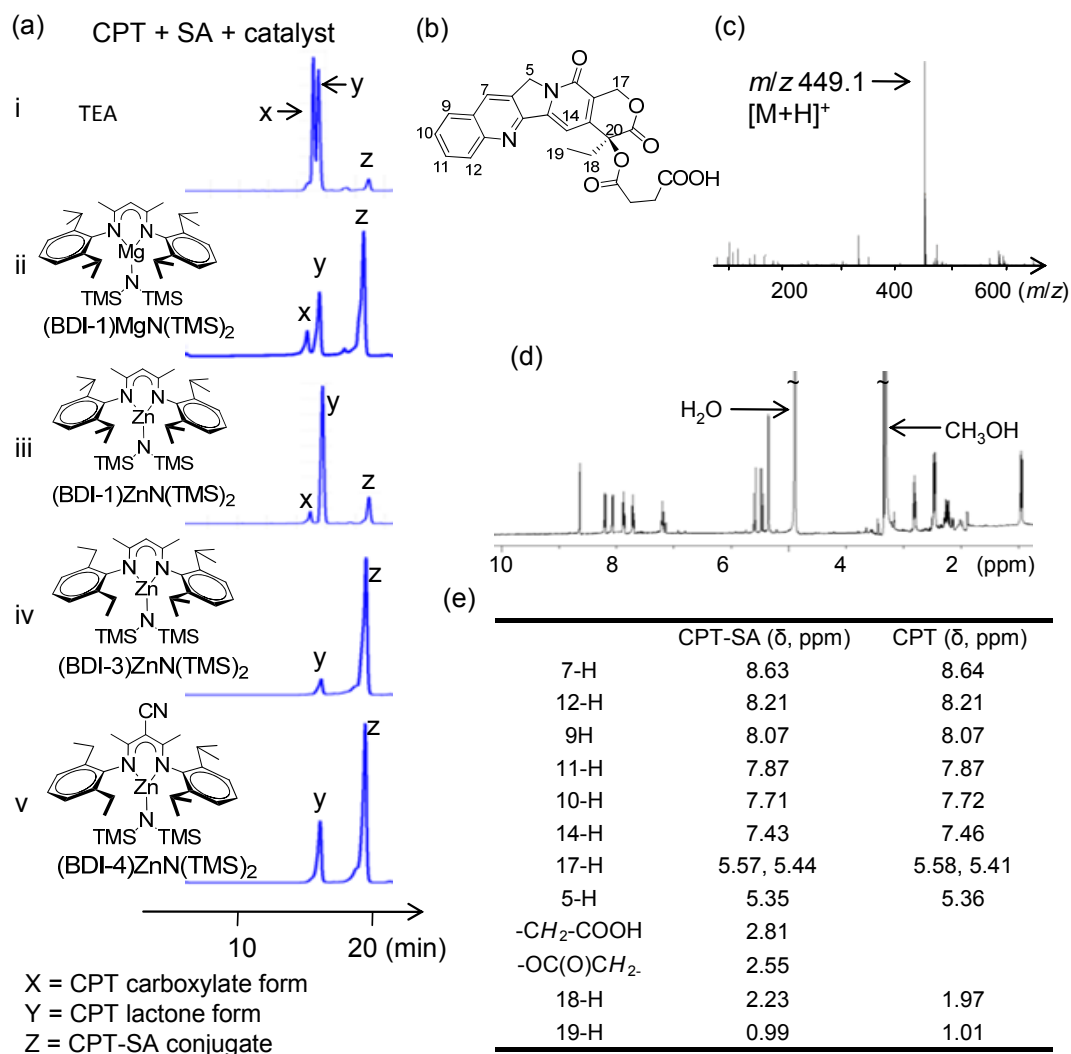 (a)
CPT + SA + catalyst
i
TEA
x
y
z
ii
N
N
Mg
N
TMS
TMS
(BDI-1)MgN(TMS)₂
x
y
z
iii
N
N
Zn
N
TMS
TMS
(BDI-1)ZnN(TMS)₂
x
y
z
iv
N
N
Zn
N
TMS
TMS
(BDI-3)ZnN(TMS)₂
y
z
v
CN
N
N
Zn
N
TMS
TMS
(BDI-4)ZnN(TMS)₂
y
z
10
20 (min)
X = CPT carboxylate form
Y = CPT lactone form
Z = CPT-SA conjugate
(b)
5
O
17
7
N
O
9
14
10
N
20
O
11
12
19
18
O
O
COOH
(c)
m/z 449.1
[M+H]⁺
200
400
600 (m/z)
(d)
H₂O
CH₃OH
~
~
10
8
6
4
2
(ppm)
(e)
CPT-SA (δ, ppm) CPT (δ, ppm)
7-H 8.63 8.64
12-H 8.21 8.21
9H 8.07 8.07
11-H 7.87 7.87
10-H 7.71 7.72
14-H 7.43 7.46
17-H 5.57, 5.44 5.58, 5.41
5-H 5.35 5.36
-CH₂-COOH 2.81
-OC(O)CH₂- 2.55
18-H 2.23 1.97
19-H 0.99 1.01